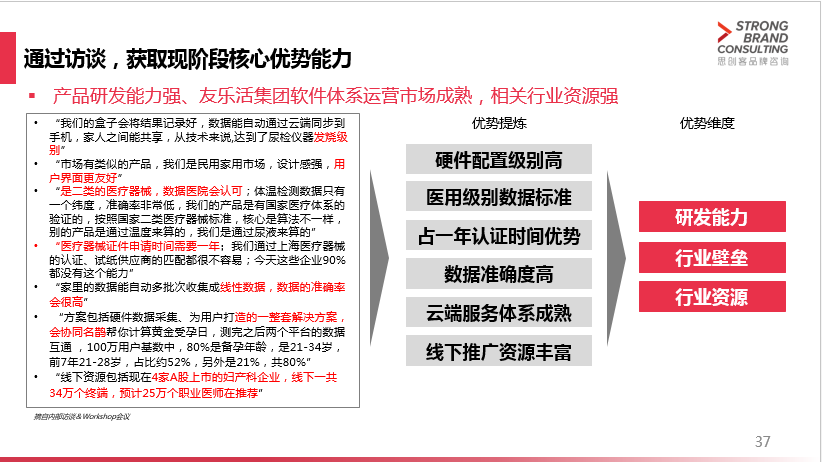 STRONG
BRAND
CONSULTING
思创客品牌咨询
通过访谈，获取现阶段核心优势能力
▪ 产品研发能力强、友乐活集团软件体系运营市场成熟，相关行业资源强
• “我们的盒子会将结果记录好，数据能自动通过云端同步到
手机，家人之间能共享，从技术来说,达到了尿检仪器发烧级
别”
• “市场有类似的产品，我们是民用家用市场，设计感强，用
户界面更友好”
• “是二类的医疗器械，数据医院会认可；体温检测数据只有
一个纬度，准确率非常低，我们的产品是有国家医疗体系的
验证的，按照国家二类医疗器械标准，核心是算法不一样，
别的产品是通过温度来算的，我们是通过尿液来算的”
• “医疗器械证件申请时间需要一年：我们通过上海医疗器械
的认证、试纸供应商的匹配都很不容易；今天这些企业90%
都没有这个能力”
• “家里的数据能自动多批次收集成线性数据，数据的准确率
会很高”
• “方案包括硬件数据采集、为用户打造的一整套解决方案，
会协同名鹊帮你计算黄金受孕日，测完之后两个平台的数据
互通 ，100万用户基数中，80%是备孕年龄，是21-34岁，
前7年21-28岁，占比约52%，另外是21%，共80%”
• “线下资源包括现在4家A股上市的妇产科企业，线下一共
34万个终端，预计25万个职业医师在推荐”
摘自内部访谈&Workshop会议
优势提炼
硬件配置级别高
医用级别数据标准
占一年认证时间优势
数据准确度高
云端服务体系成熟
线下推广资源丰富
优势维度
研发能力
行业壁垒
行业资源
37